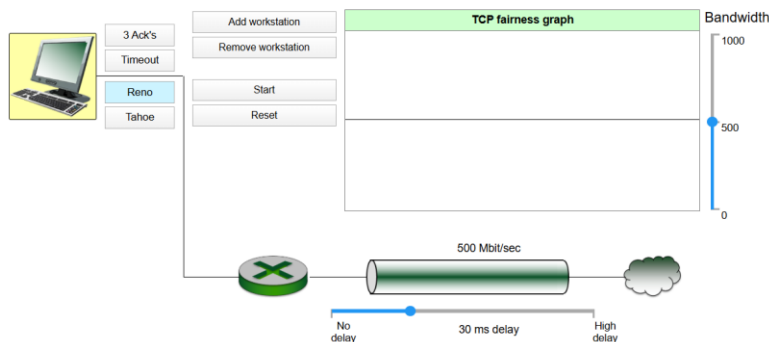 3 Ack's
Timeout
Reno
Tahoe
Add workstation
Remove workstation
Start
Reset
TCP fairness graph
Bandwidth
1000
500
0
500 Mbit/sec
No
delay
30 ms delay
High
delay